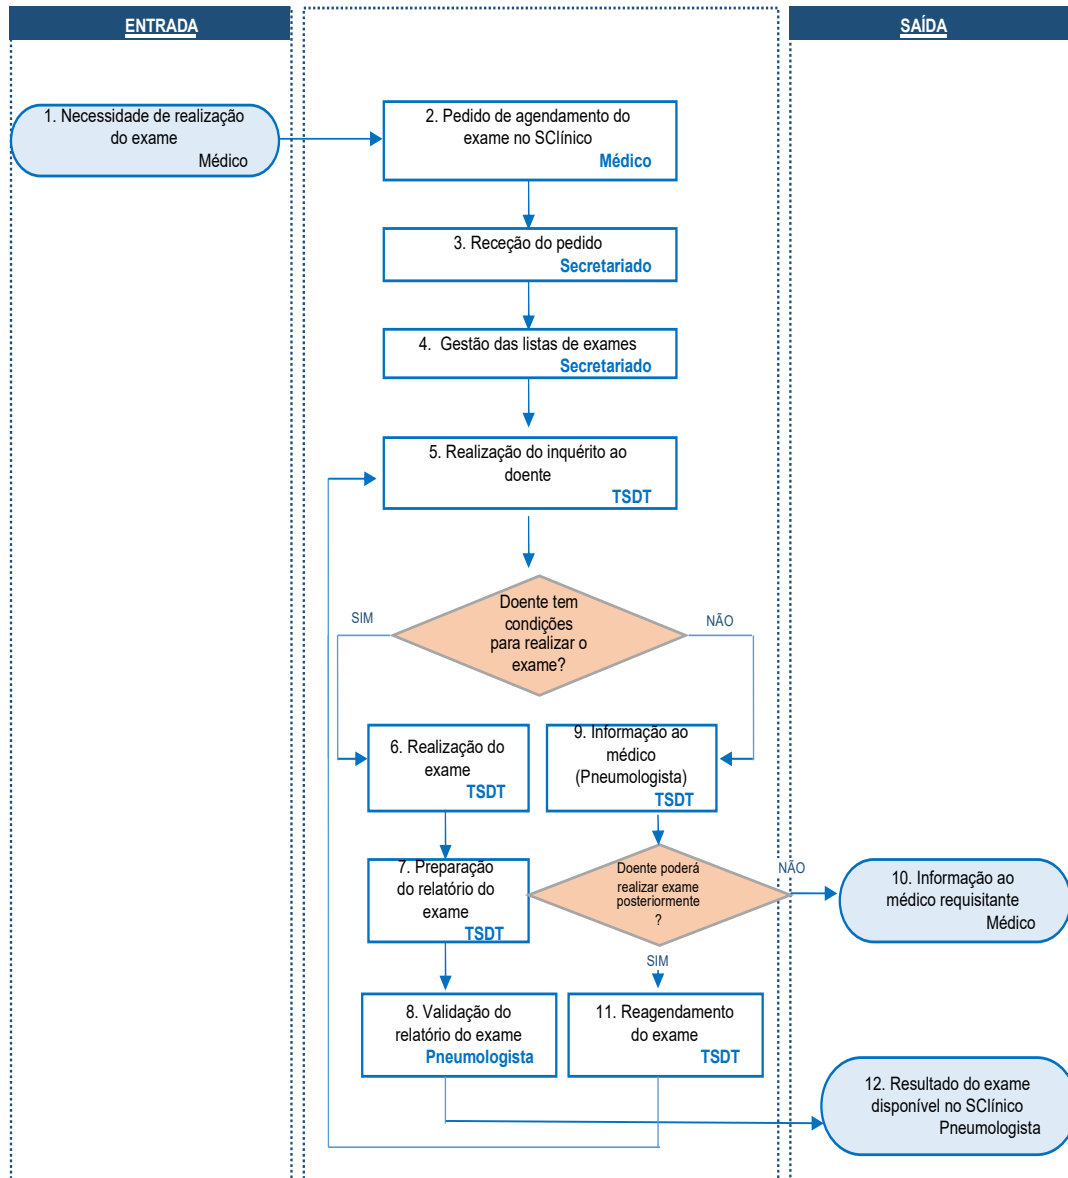 ENTRADA
SAÍDA
1. Necessidade de realização
do exame
Médico
2. Pedido de agendamento do
exame no SClínico
Médico
3. Receção do pedido
Secretariado
4. Gestão das listas de exames
Secretariado
5. Realização do inquérito ao
doente
TSDT
Doente tem
condições
para realizar o
exame?
SIM
NÃO
6. Realização do
exame
TSDT
9. Informação ao
médico
(Pneumologista)
TSDT
7. Preparação
do relatório do
exame
TSDT
Doente poderá
realizar exame
posteriormente
?
NÃO
SIM
10. Informação ao
médico requisitante
Médico
8. Validação do
relatório do exame
Pneumologista
11. Reagendamento
do exame
TSDT
12. Resultado do exame
disponível no SClínico
Pneumologista